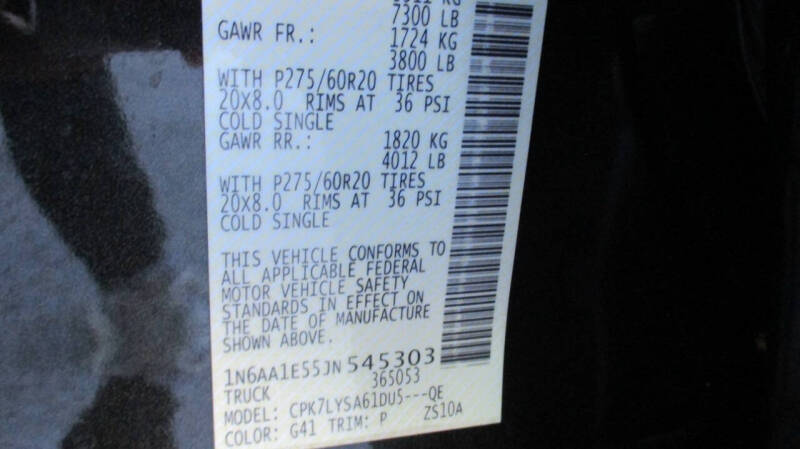 7300 LB
GAWR FR.: 1724 KG
3800 LB
WITH P275/60R20 TIRES
20X8.0 RIMS AT 36 PSI
COLD SINGLE
GAWR RR.: 1820 KG
4012 LB
WITH P275/60R20 TIRES
20X8.0 RIMS AT 36 PSI
COLD SINGLE
THIS VEHICLE CONFORMS TO
ALL APPLICABLE FEDERAL
MOTOR VEHICLE SAFETY
STANDARDS IN EFFECT ON
THE DATE OF MANUFACTURE
SHOWN ABOVE.
1N6AA1E55JN545303
TRUCK 365053
MODEL: CPK7LYSA61DU5---QE
COLOR: G41 TRIM: P ZS10A